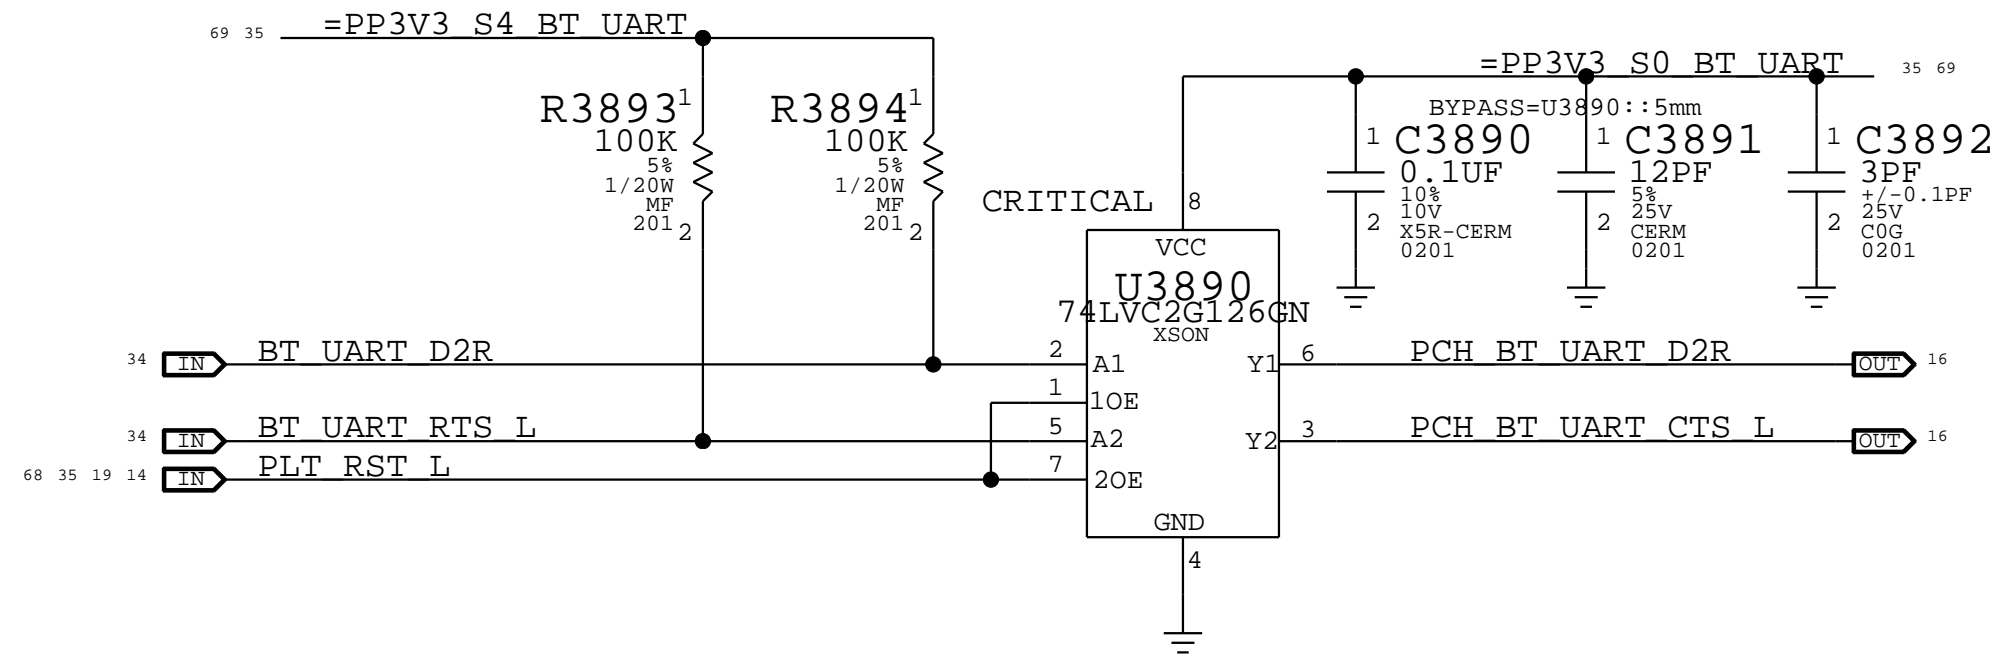 69 35 =PP3V3_S4_BT_UART
=PP3V3_S0_BT_UART 35 69
R3893 1
100K
5%
1/20W
MF
201 2
R3894 1
100K
5%
1/20W
MF
201 2
BYPASS=U3890::5mm
1 C3890
0.1UF
10%
10V
2 X5R-CERM
0201
1 C3891
12PF
5%
25V
2 CERM
0201
1 C3892
3PF
+/-0.1PF
25V
2 C0G
0201
CRITICAL 8
VCC
U3890
74LVC2G126GN
XSON
34 IN BT_UART_D2R 2 A1
Y1 6 PCH_BT_UART_D2R OUT 16
1 1OE
34 IN BT_UART_RTS_L 5 A2
Y2 3 PCH_BT_UART_CTS_L OUT 16
68 35 19 14 IN PLT_RST_L 7 2OE
GND
4